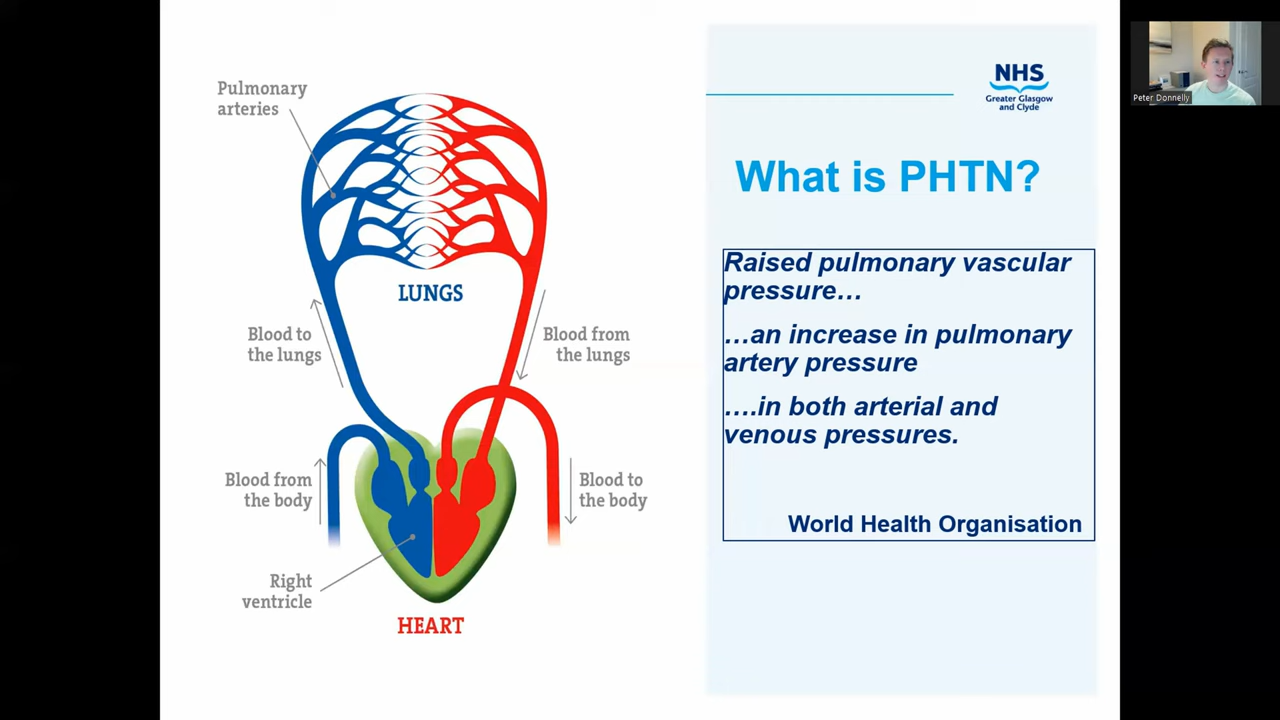 Pulmonary
arteries
LUNGS
Blood to
the lungs
Blood from
the lungs
Blood from
the body
Blood to
the body
Right
ventricle
HEART
NHS
Greater Glasgow
and Clyde
What is PHTN?
Raised pulmonary vascular
pressure…
…an increase in pulmonary
artery pressure
….in both arterial and
venous pressures.
World Health Organisation
Peter Donnelly